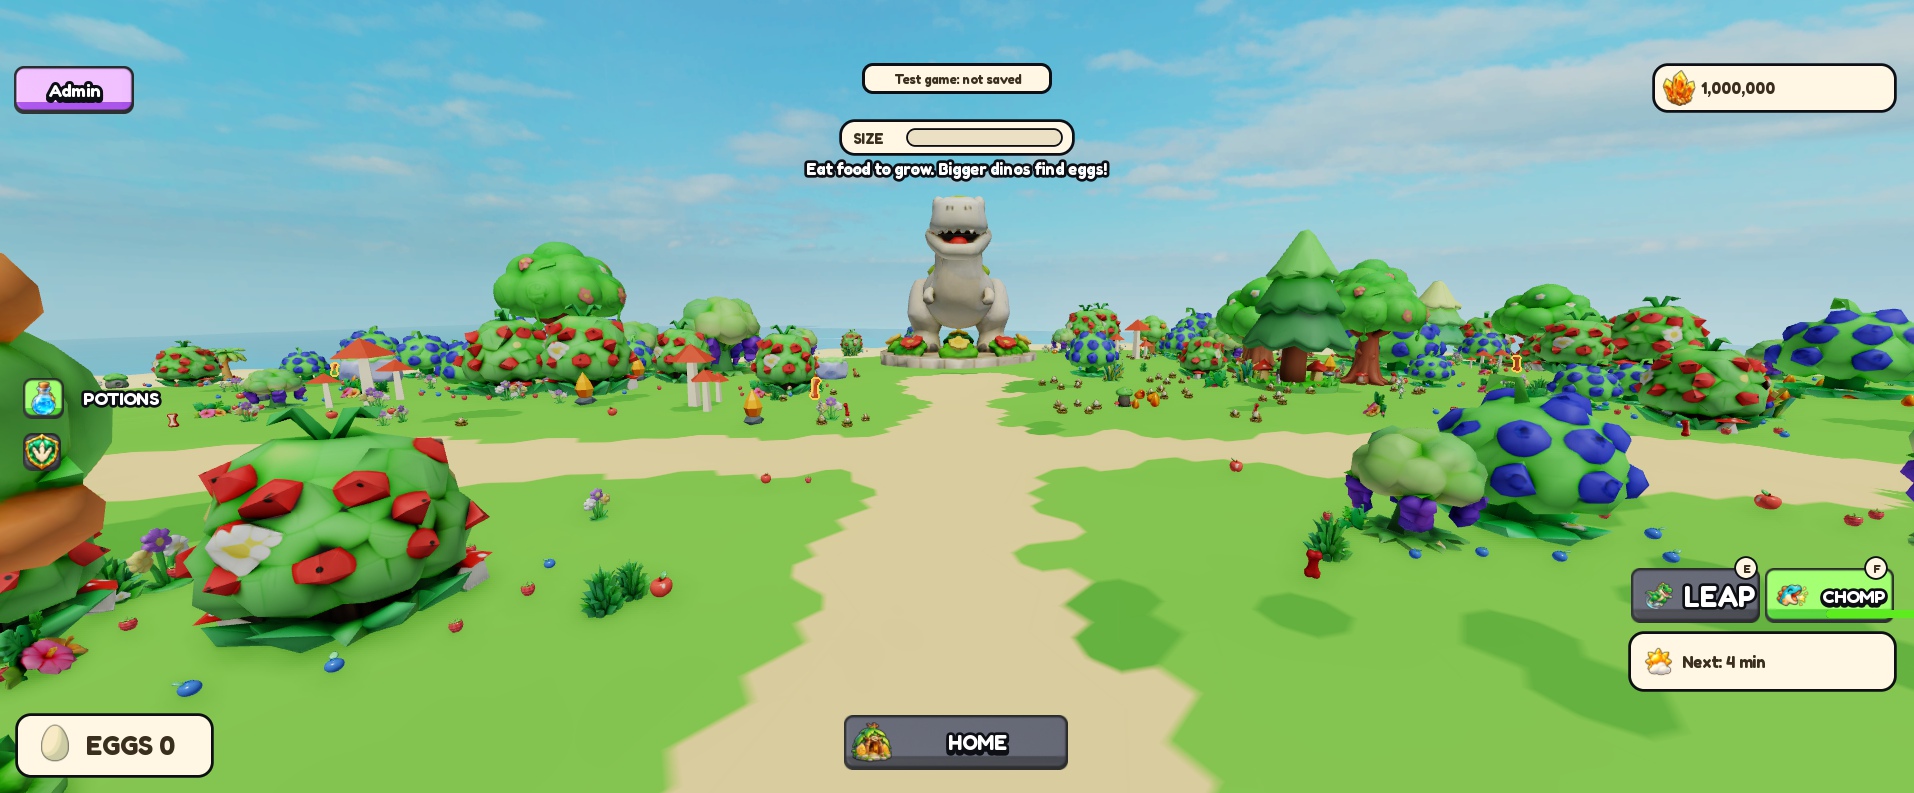 Admin
Test game: not saved
1,000,000
SIZE
Eat food to grow. Bigger dinos find eggs!
POTIONS
E
F
LEAP
CHOMP
Next: 4 min
EGGS 0
HOME